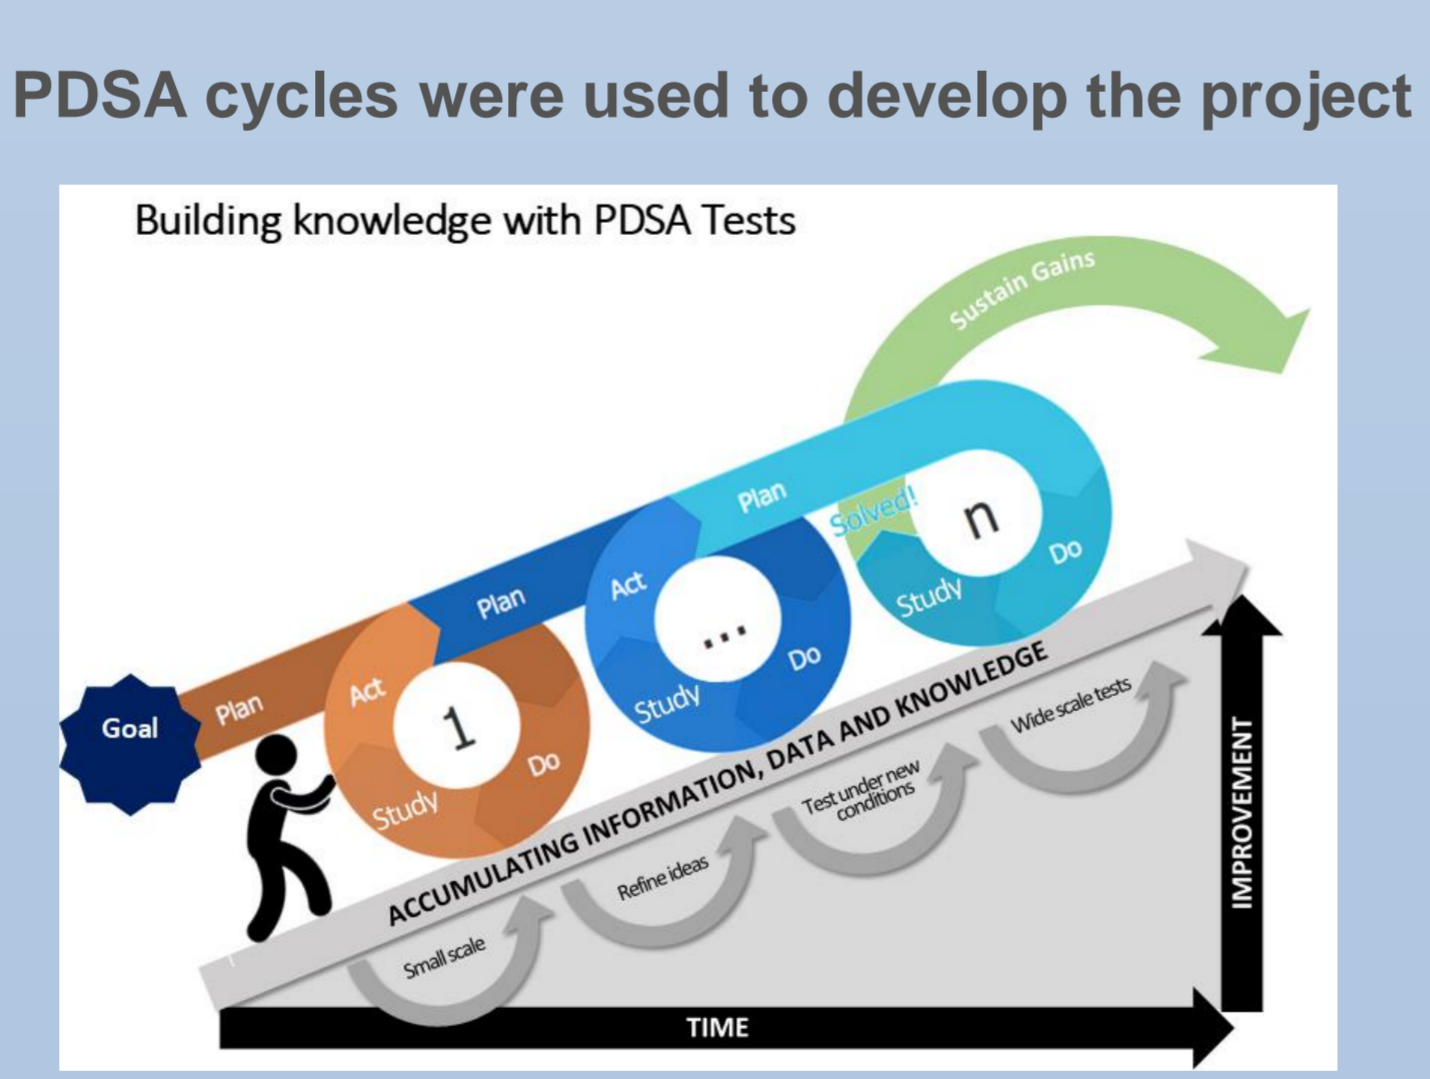 PDSA cycles were used to develop the project
Building knowledge with PDSA Tests
Sustain Gains
Goal
Plan
Act
1
Do
Study
Plan
Act
...
Do
Study
Plan
Solved!
n
Do
Study
ACCUMULATING INFORMATION, DATA AND KNOWLEDGE
Small scale
Refine ideas
Test under new
conditions
Wide scale tests
IMPROVEMENT
TIME